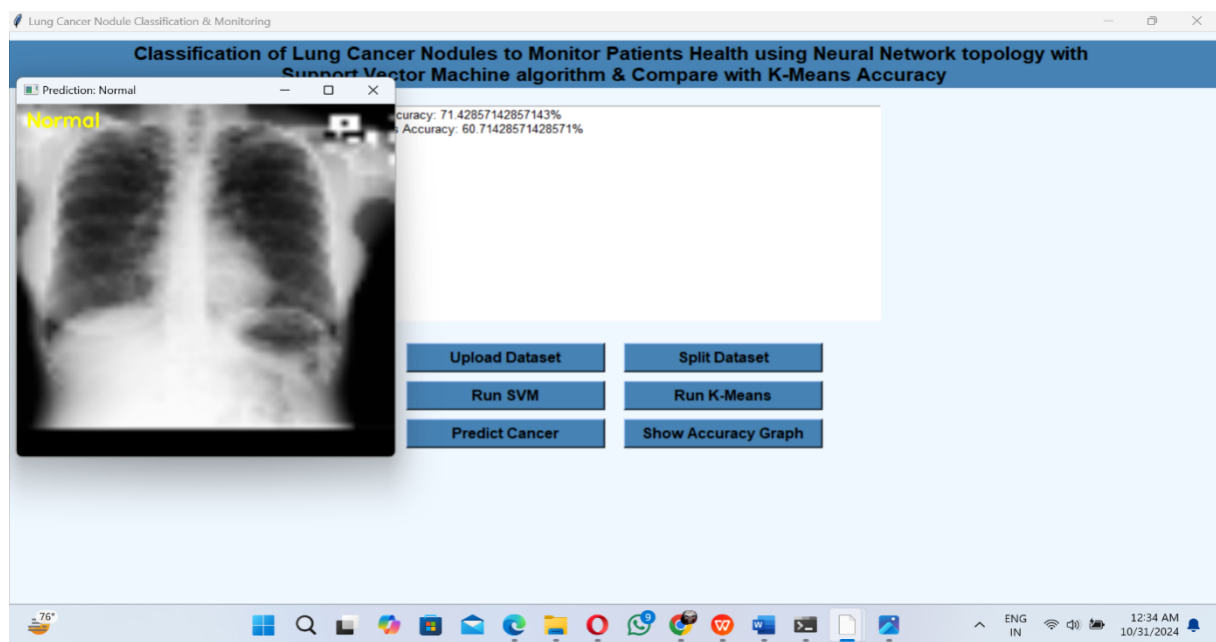 Lung Cancer Nodule Classification & Monitoring
Classification of Lung Cancer Nodules to Monitor Patients Health using Neural Network topology with
Support Vector Machine algorithm & Compare with K-Means Accuracy
Prediction: Normal
Normal
curacy: 71.42857142857143%
s Accuracy: 60.71428571428571%
Upload Dataset
Split Dataset
Run SVM
Run K-Means
Predict Cancer
Show Accuracy Graph
76°
9
ENG
IN
12:34 AM
10/31/2024